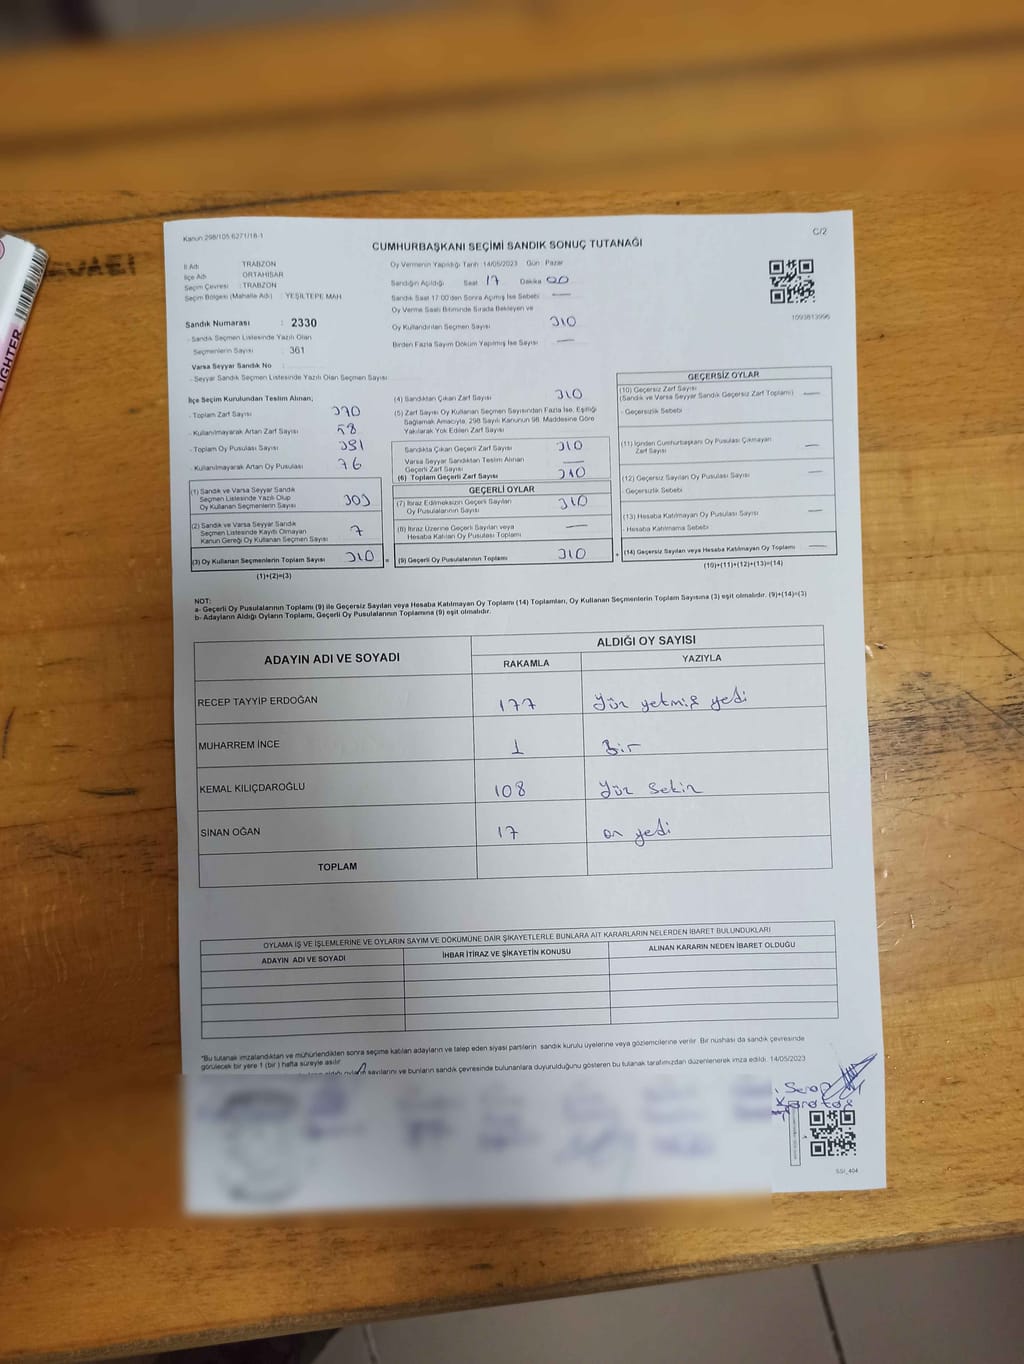 Kanun 298/105 6271/18-1
C/2
CUMHURBAŞKANI SEÇİMİ SANDIK SONUÇ TUTANAĞI
İl Adı TRABZON
İlçe Adı ORTAHİSAR
Seçim Çevresi : TRABZON
Seçim Bölgesi (Mahalle Adı) : YEŞİLTEPE MAH
Sandık Numarası : 2330
- Sandık Seçmen Listesinde Yazılı Olan
Seçmenlerin Sayısı : 361
Varsa Seyyar Sandık No
- Seyyar Sandık Seçmen Listesinde Yazılı Olan Seçmen Sayısı
Oy Vermenin Yapıldığı Tarih :14/05/2023 Gün : Pazar
Sandığın Açıldığı Saat 17 Dakika 00
Sandık Saat 17:00'den Sonra Açılmış İse Sebebi —
Oy Verme Saati Bitiminde Sırada Bekleyen ve
Oy Kullandırılan Seçmen Sayısı 310
Birden Fazla Sayım Döküm Yapılmış İse Sayısı —
1093813996
İlçe Seçim Kurulundan Teslim Alınan;
- Toplam Zarf Sayısı 370
- Kullanılmayarak Artan Zarf Sayısı 58
- Toplam Oy Pusulası Sayısı 381
- Kullanılmayarak Artan Oy Pusulası 76
(1) Sandık ve Varsa Seyyar Sandık
Seçmen Listesinde Yazılı Olup
Oy Kullanan Seçmenlerin Sayısı 303
(2) Sandık ve Varsa Seyyar Sandık
Seçmen Listesinde Kayıtlı Olmayan
Kanun Gereği Oy Kullanan Seçmen Sayısı 7
(3) Oy Kullanan Seçmenlerin Toplam Sayısı 310 =
(1)+(2)=(3)
(4) Sandıktan Çıkan Zarf Sayısı 310
(5) Zarf Sayısı Oy Kullanan Seçmen Sayısından Fazla İse, Eşitliği
Sağlamak Amacıyla, 298 Sayılı Kanunun 98. Maddesine Göre
Yakılarak Yok Edilen Zarf Sayısı
Sandıkta Çıkan Geçerli Zarf Sayısı 310
Varsa Seyyar Sandıktan Teslim Alınan
Geçerli Zarf Sayısı —
(6) Toplam Geçerli Zarf Sayısı 310
GEÇERLİ OYLAR
(7) İtiraz Edilmeksizin Geçerli Sayılan
Oy Pusulasının Sayısı 310
(8) İtiraz Üzerine Geçerli Sayılan veya
Hesaba Katılan Oy Pusulası Toplamı —
(9) Geçerli Oy Pusulalarının Toplamı 310 +
GEÇERSİZ OYLAR
(10) Geçersiz Zarf Sayısı
(Sandık ve Varsa Seyyar Sandık Geçersiz Zarf Toplamı) —
- Geçersizlik Sebebi
(11) İçinden Cumhurbaşkanı Oy Pusulası Çıkmayan
Zarf Sayısı —
(12) Geçersiz Sayılan Oy Pusulası Sayısı —
- Geçersizlik Sebebi
(13) Hesaba Katılmayan Oy Pusulası Sayısı —
- Hesaba Katılmama Sebebi
(14) Geçersiz Sayılan veya Hesaba Katılmayan Oy Toplamı —
(10)+(11)+(12)+(13)=(14)
NOT:
a- Geçerli Oy Pusulalarının Toplamı (9) ile Geçersiz Sayılan veya Hesaba Katılmayan Oy Toplamı (14) Toplamları, Oy Kullanan Seçmenlerin Toplam Sayısına (3) eşit olmalıdır. (9)+(14)=(3)
b- Adayların Aldığı Oyların Toplamı, Geçerli Oy Pusulalarının Toplamına (9) eşit olmalıdır.
ADAYIN ADI VE SOYADI ALDIĞI OY SAYISI
RAKAMLA YAZIYLA
RECEP TAYYİP ERDOĞAN 177 Yüz yetmiş yedi
MUHARREM İNCE 1 Bir
KEMAL KILIÇDAROĞLU 108 Yüz Sekiz
SİNAN OĞAN 17 on yedi
TOPLAM
OYLAMA İŞ VE İŞLEMLERİNE VE OYLARIN SAYIM VE DÖKÜMÜNE DAİR ŞİKAYETLERLE BUNLARA AİT KARARLARIN NELERDEN İBARET BULUNDUKLARI
ADAYIN ADI VE SOYADI İHBAR İTİRAZ VE ŞİKAYETİN KONUSU ALINAN KARARIN NEDEN İBARET OLDUĞU
*Bu tutanak imzalandıktan ve mühürlendikten sonra seçime katılan adayların ve talep eden siyasi partilerin sandık kurulu üyelerine veya gözlemcilerine verilir. Bir nüshası da sandık çevresinde
görülecek bir yere 1 (bir) hafta süreyle asılır
aldığı oyların sayılarını ve bunların sandık çevresinde bulunanlara duyurulduğunu gösteren bu tutanak tarafımızdan düzenlenerek imza edildi. 14/05/2023
SSI_404
LIGHTER